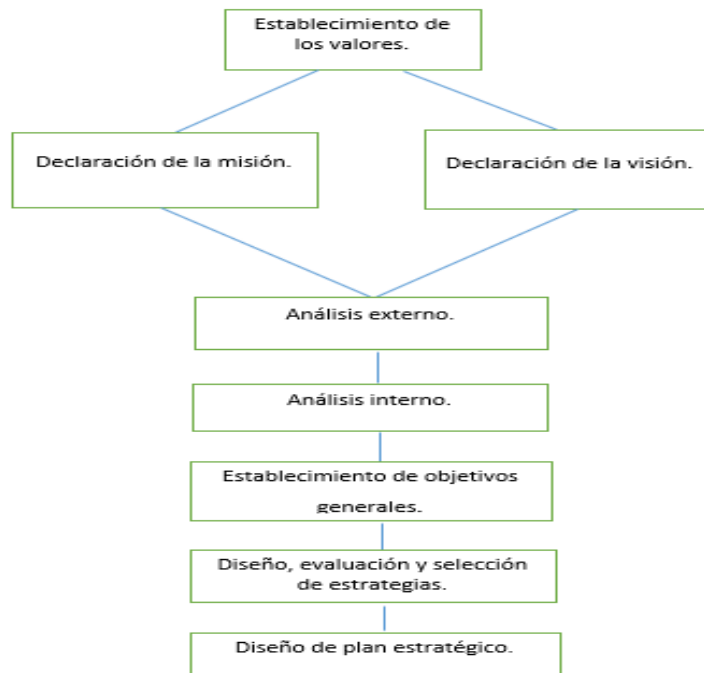 Establecimiento de
los valores.
Declaración de la misión.
Declaración de la visión.
Análisis externo.
Análisis interno.
Establecimiento de objetivos
generales.
Diseño, evaluación y selección
de estrategias.
Diseño de plan estratégico.